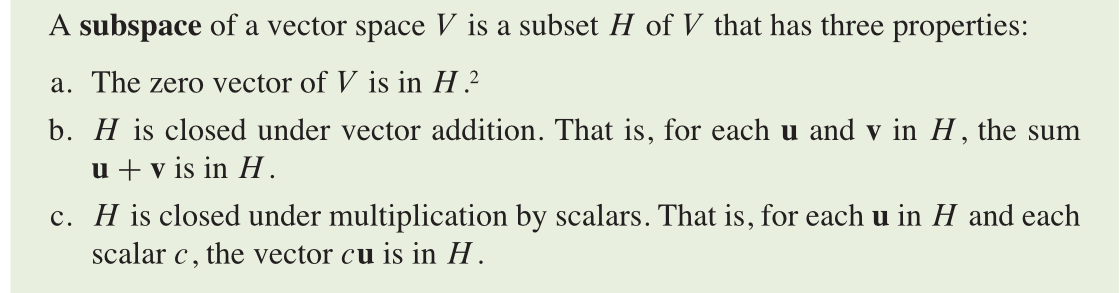 A subspace of a vector space V is a subset H of V that has three properties:
a. The zero vector of V is in H.²
b. H is closed under vector addition. That is, for each u and v in H, the sum
u + v is in H.
c. H is closed under multiplication by scalars. That is, for each u in H and each
scalar c, the vector cu is in H.